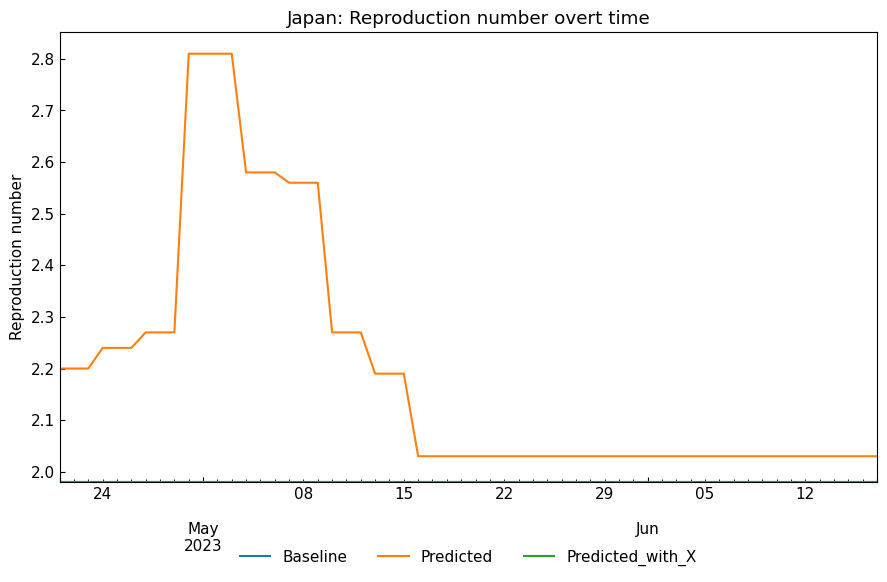 Japan: Reproduction number overt time
Reproduction number
2.8
2.7
2.6
2.5
2.4
2.3
2.2
2.1
2.0
24 08 15 22 29 05 12
May Jun
2023
Baseline Predicted Predicted_with_X